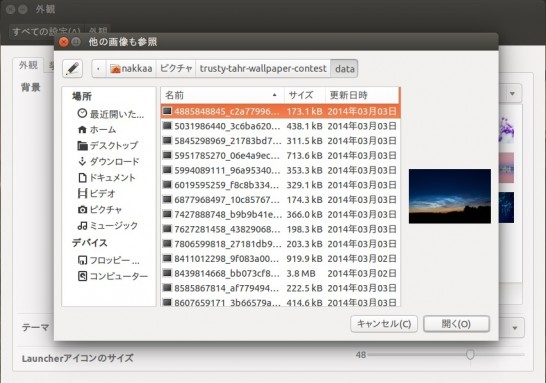 外観
すべての設定(A) 外観
他の画像も参照
nakkaa ピクチャ trusty-tahr-wallpaper-contest data
外観
背景
場所
最近開いた...
ホーム
デスクトップ
ダウンロード
ドキュメント
ビデオ
ピクチャ
ミュージック
デバイス
フロッピー...
コンピューター
名前 サイズ 更新日時
4885848845_c2a77996... 173.1 kB 2014年03月03日
5031986440_3c6ba620... 438.1 kB 2014年03月03日
5845298969_21783bd7... 311.5 kB 2014年03月03日
5951785270_06e4a9ec... 713.6 kB 2014年03月03日
5994089111_96a95340... 353.3 kB 2014年03月03日
6019595259_f8c8b334... 329.1 kB 2014年03月03日
6877968497_10c85767... 174.3 kB 2014年03月03日
7427888748_b9b9b41e... 366.0 kB 2014年03月03日
7627281458_43829068... 198.3 kB 2014年03月03日
7806599818_27181db9... 203.3 kB 2014年03月03日
8411012298_9f083a00... 919.9 kB 2014年03月02日
8439814668_bb073cf8... 3.8 MB 2014年03月02日
8585867814_af779494... 222.5 kB 2014年03月03日
8607659171_3b66579a... 414.6 kB 2014年03月03日
キャンセル(C) 開く(O)
テーマ
Launcherアイコンのサイズ 48